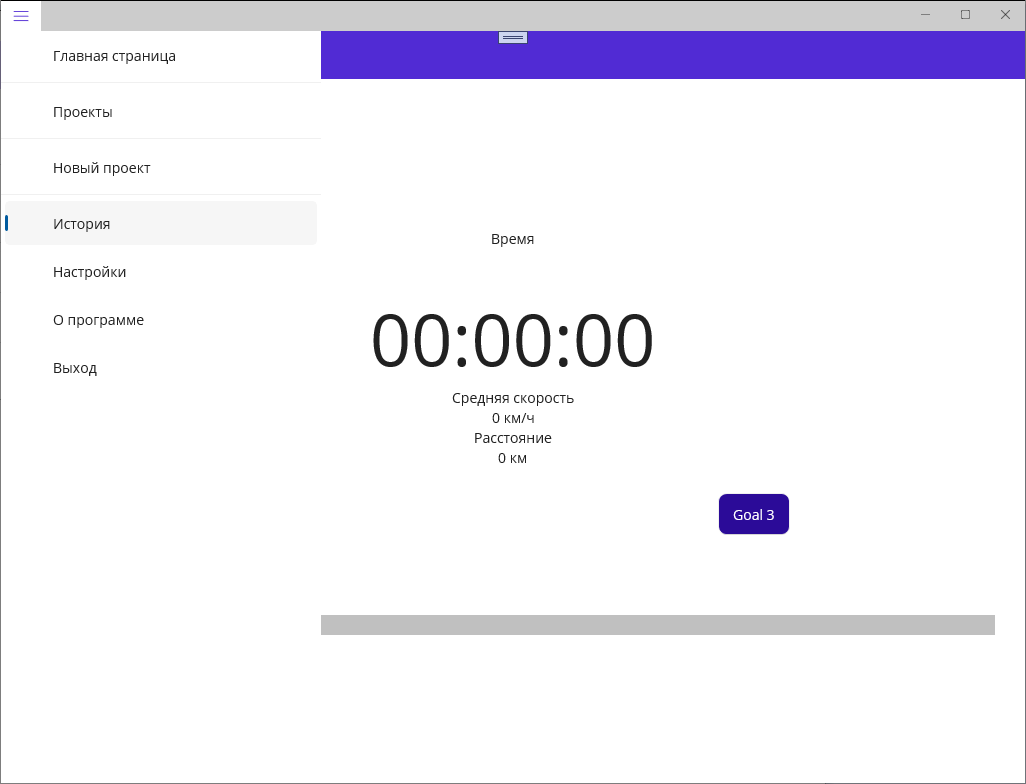 Главная страница
Проекты
Новый проект
История
Настройки
О программе
Выход
Время
00:00:00
Средняя скорость
0 км/ч
Расстояние
0 км
Goal 3